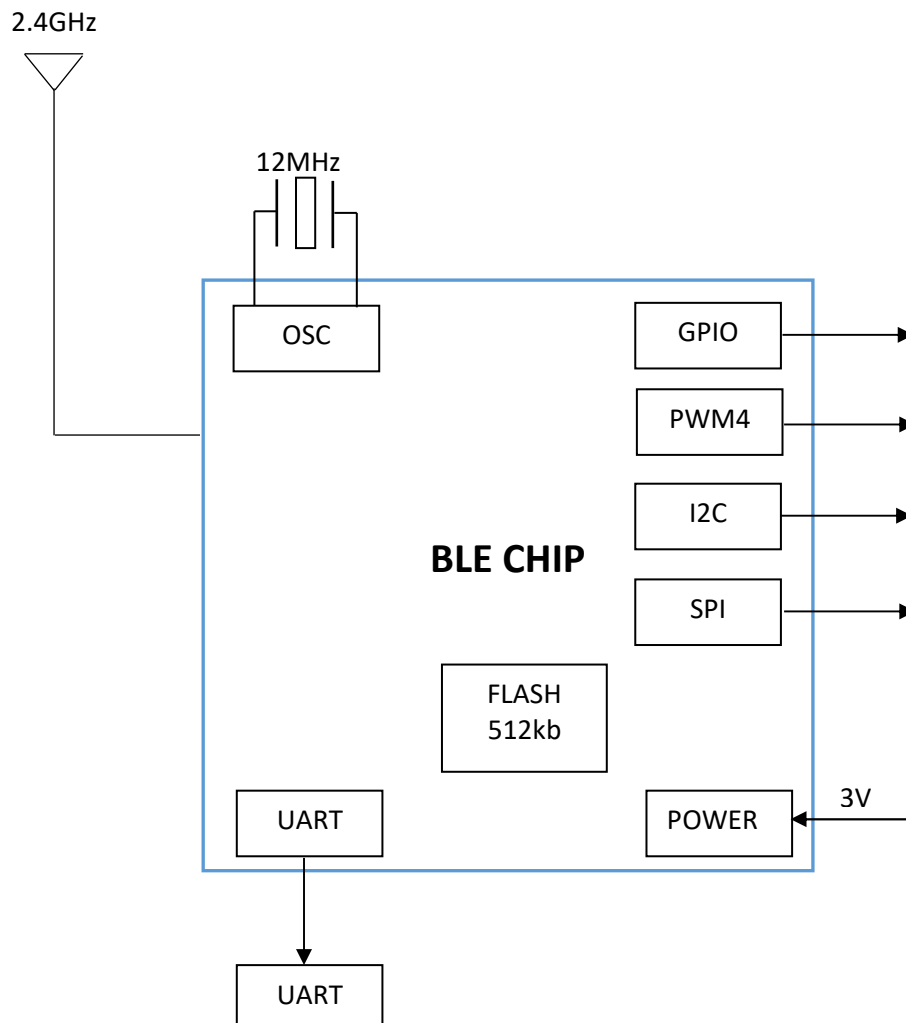 2.4GHz
12MHz
OSC
GPIO
PWM4
I2C
BLE CHIP
SPI
FLASH
512kb
UART
POWER
3V
UART